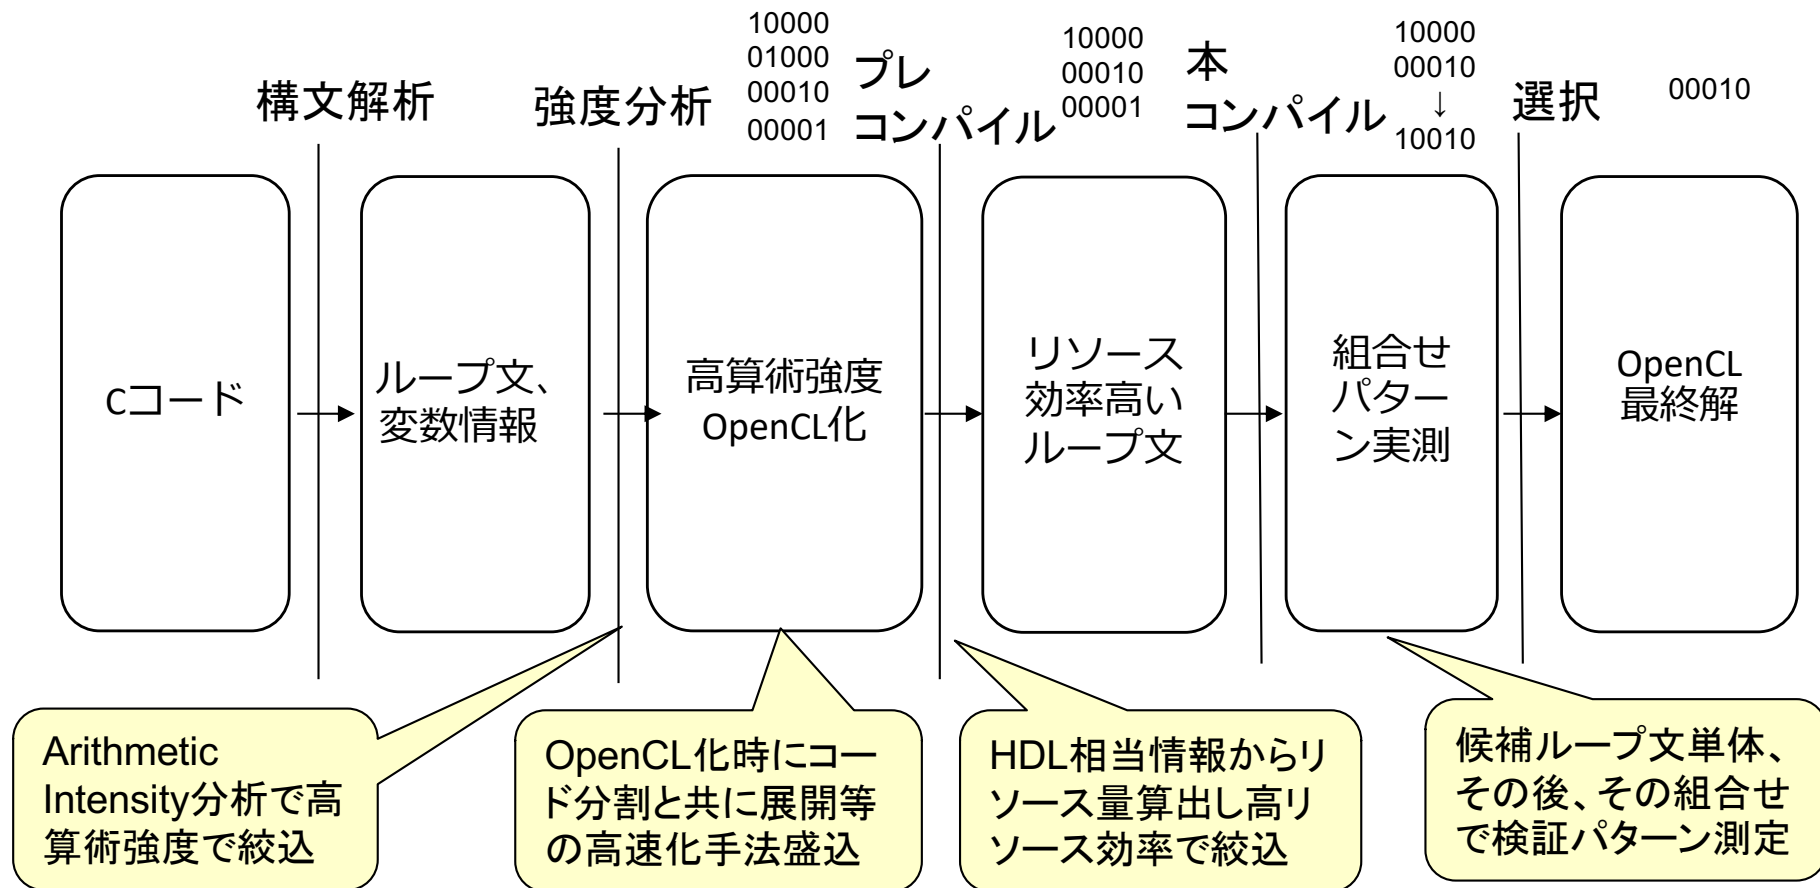 構文解析
強度分析
10000
01000
00010
00001
プレ
コンパイル
10000
00010
00001
本
コンパイル
10000
00010
↓
10010
選択
00010
Cコード
ループ文、
変数情報
高算術強度
OpenCL化
リソース
効率高い
ループ文
組合せ
パター
ン実測
OpenCL
最終解
Arithmetic
Intensity分析で高
算術強度で絞込
OpenCL化時にコー
ド分割と共に展開等
の高速化手法盛込
HDL相当情報からリ
ソース量算出し高リ
ソース効率で絞込
候補ループ文単体、
その後、その組合せ
で検証パターン測定